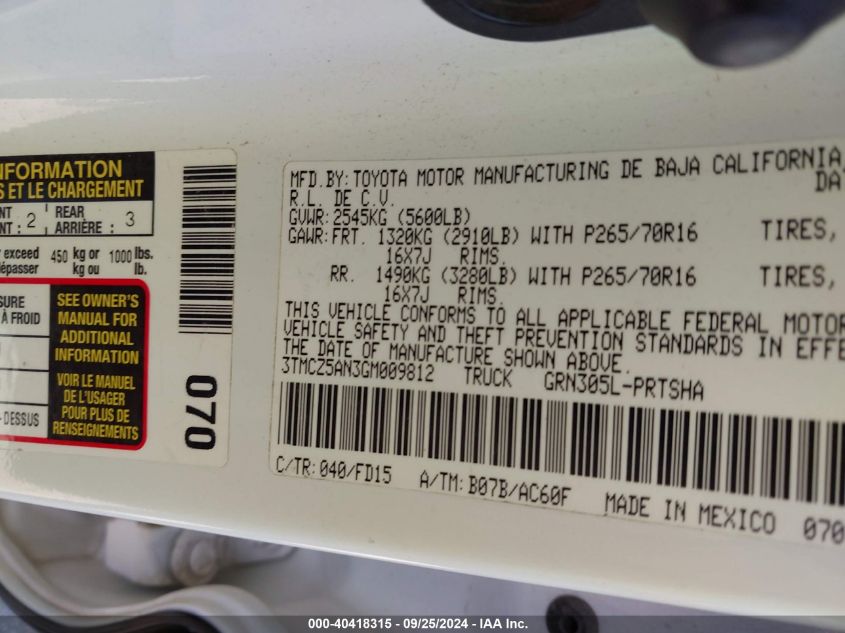 INFORMATION
S ET LE CHARGEMENT
NT : 2 REAR ARRIÈRE : 3
exceed 450 kg or 1000 lbs.
dépasser kg ou lb.
SURE
À FROID
SEE OWNER'S
MANUAL FOR
ADDITIONAL
INFORMATION
VOIR LE MANUEL
DE L'USAGER
POUR PLUS DE
RENSEIGNEMENTS
- DESSUS
070
MFD.BY:TOYOTA MOTOR MANUFACTURING DE BAJA CALIFORNIA,
R.L. DE C.V. DA
GVWR:2545KG (5600LB)
GAWR:FRT. 1320KG (2910LB) WITH P265/70R16 TIRES,
16X7J RIMS.
RR. 1490KG (3280LB) WITH P265/70R16 TIRES,
16X7J RIMS.
THIS VEHICLE CONFORMS TO ALL APPLICABLE FEDERAL MOTOR
VEHICLE SAFETY AND THEFT PREVENTION STANDARDS IN EFFE
THE DATE OF MANUFACTURE SHOWN ABOVE.
3TMCZ5AN3GM009812 TRUCK GRN305L-PRTSHA
C/TR:040/FD15 A/TM:B07B/AC60F MADE IN MEXICO 070
000-40418315 - 09/25/2024 - IAA Inc.